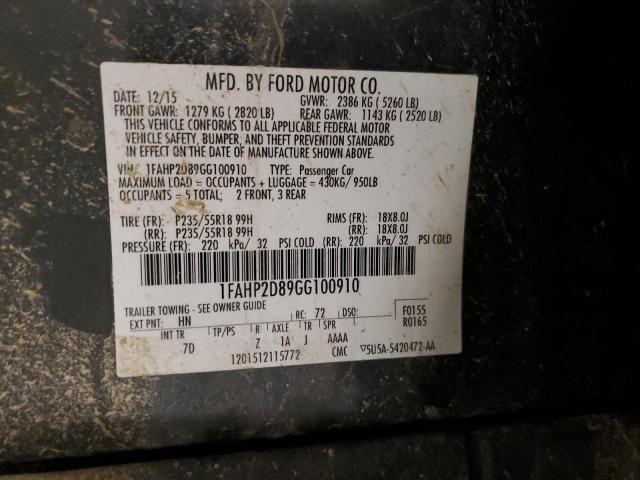 MFD. BY FORD MOTOR CO.
DATE: 12/15 GVWR: 2386 KG ( 5260 LB)
FRONT GAWR: 1279 KG ( 2820 LB) REAR GAWR: 1143 KG ( 2520 LB)
THIS VEHICLE CONFORMS TO ALL APPLICABLE FEDERAL MOTOR
VEHICLE SAFETY, BUMPER, AND THEFT PREVENTION STANDARDS
IN EFFECT ON THE DATE OF MANUFACTURE SHOWN ABOVE.
VIN: 1FAHP2D89GG100910 TYPE: Passenger Car
MAXIMUM LOAD = OCCUPANTS + LUGGAGE = 430KG/950LB
OCCUPANTS = 5 TOTAL; 2 FRONT, 3 REAR
TIRE (FR): P235/55R18 99H RIMS (FR): 18X8.0J
(RR): P235/55R18 99H (RR): 18X8.0J
PRESSURE (FR): 220 kPa/ 32 PSI COLD (RR): 220 kPa/ 32 PSI COLD
1FAHP2D89GG100910
TRAILER TOWING - SEE OWNER GUIDE
EXT PNT: HN RC: 72 DSO: F0155
R0165
INT TR TP/PS R AXLE TR SPR
7D Z 1A J AAAA
1201512115772 CMC ▽5U5A-5420472-AA